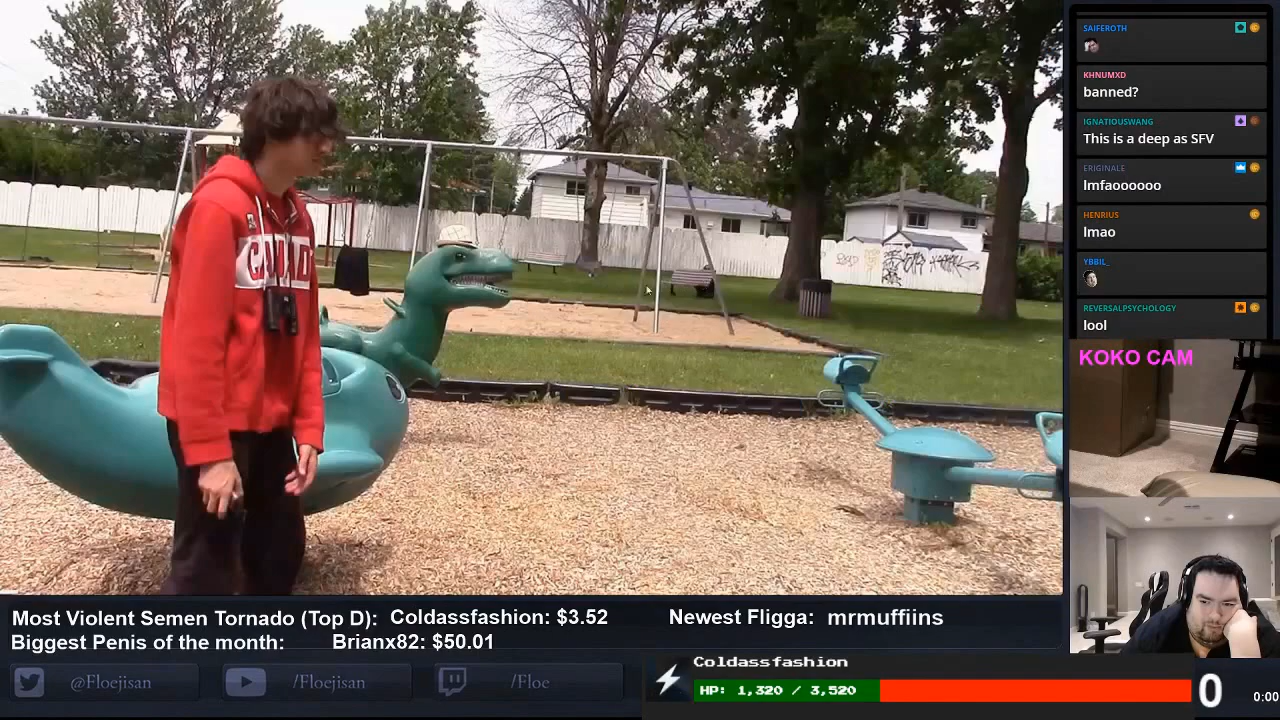 SAIFEROTH
KHNUMXD
banned?
IGNATIOUSWANG
This is a deep as SFV
ERIGINALE
lmfaoooooo
HENRIUS
lmao
YBBIL_
REVERSALPSYCHOLOGY
lool
KOKO CAM
Most Violent Semen Tornado (Top D): Coldassfashion: $3.52
Newest Fligga: mrmuffiiins
Biggest Penis of the month: Brianx82: $50.01
@Floejisan
/Floejisan
/Floe
Coldassfashion
HP: 1,320 / 3,520
0
0:00